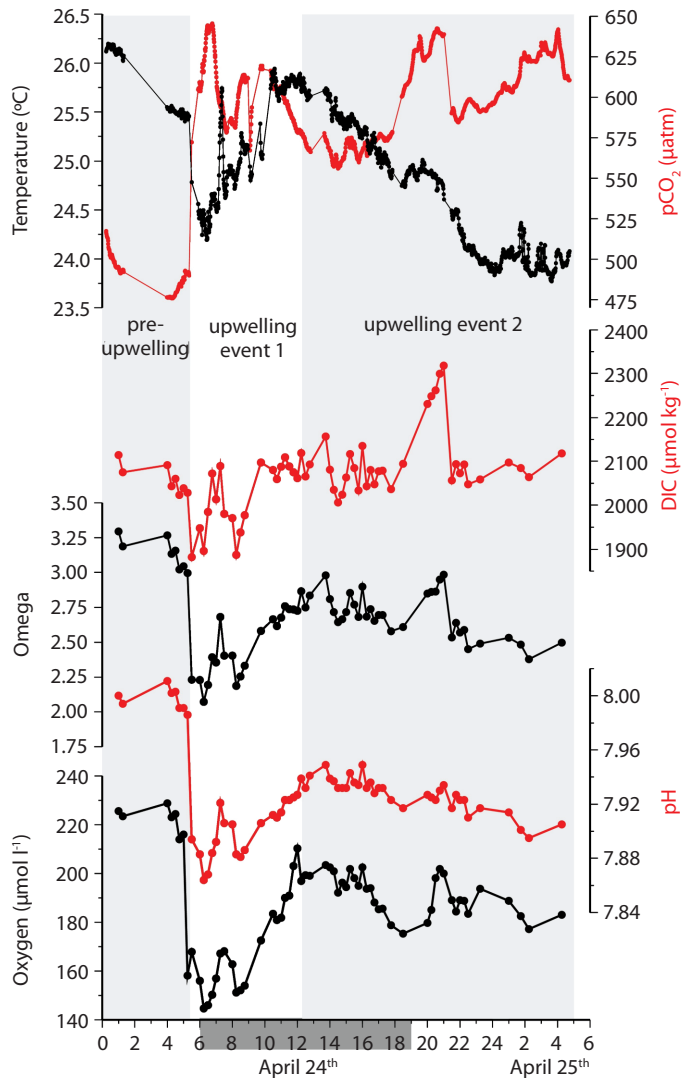 26.5
26.0
25.5
25.0
24.5
24.0
23.5
Temperature (ºC)
650
625
600
575
550
525
500
475
pCO2 (µatm)
pre-
upwelling
upwelling
event 1
upwelling event 2
2400
2300
2200
2100
2000
1900
DIC (µmol kg-1)
3.50
3.25
3.00
2.75
2.50
2.25
2.00
1.75
Omega
8.00
7.96
7.92
7.88
7.84
pH
240
220
200
180
160
140
Oxygen (µmol l-1)
0 2 4 6 8 10 12 14 16 18 20 22 0 2 4 6
April 24th
April 25th